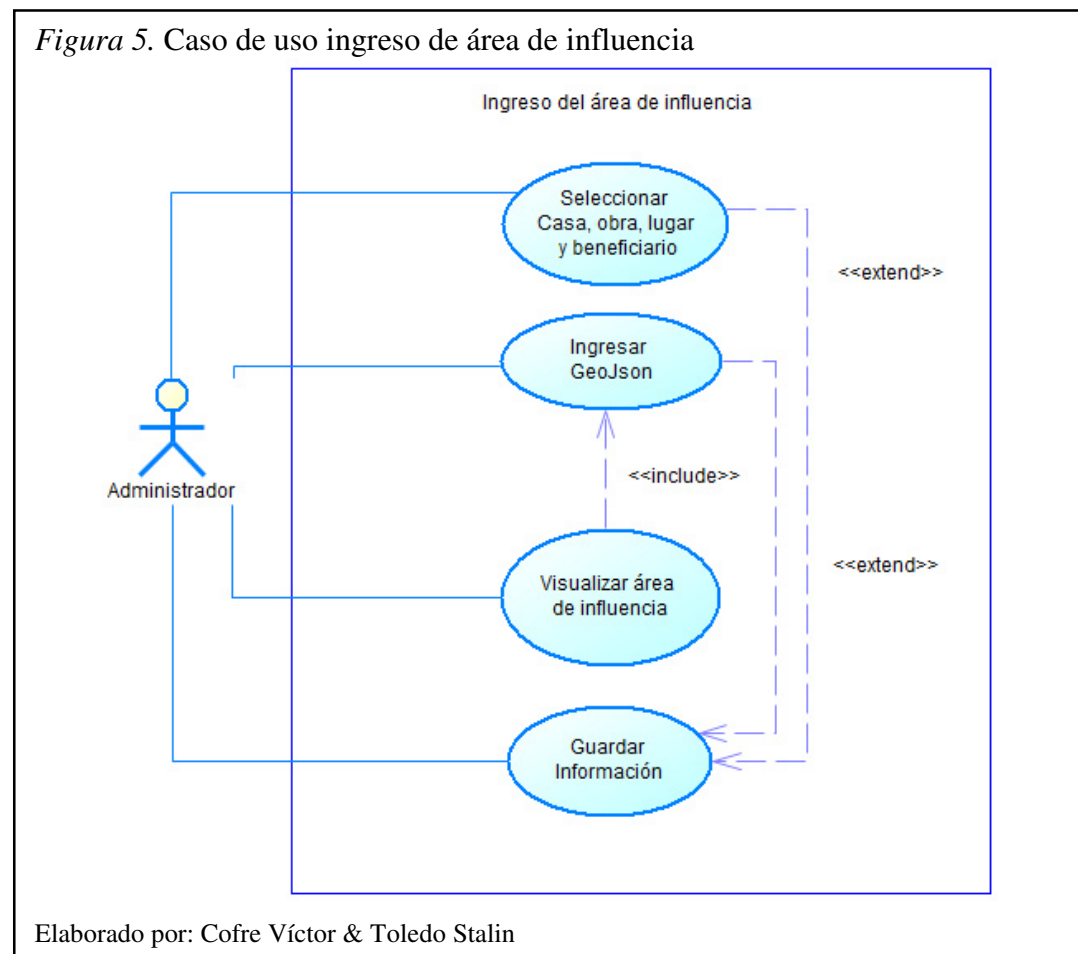 Figura 5. Caso de uso ingreso de área de influencia
Ingreso del área de influencia
Seleccionar
Casa, obra, lugar
y beneficiario
<<extend>>
Ingresar
GeoJson
<<include>>
Administrador
Visualizar área
de influencia
<<extend>>
Guardar
Información
Elaborado por: Cofre Víctor & Toledo Stalin